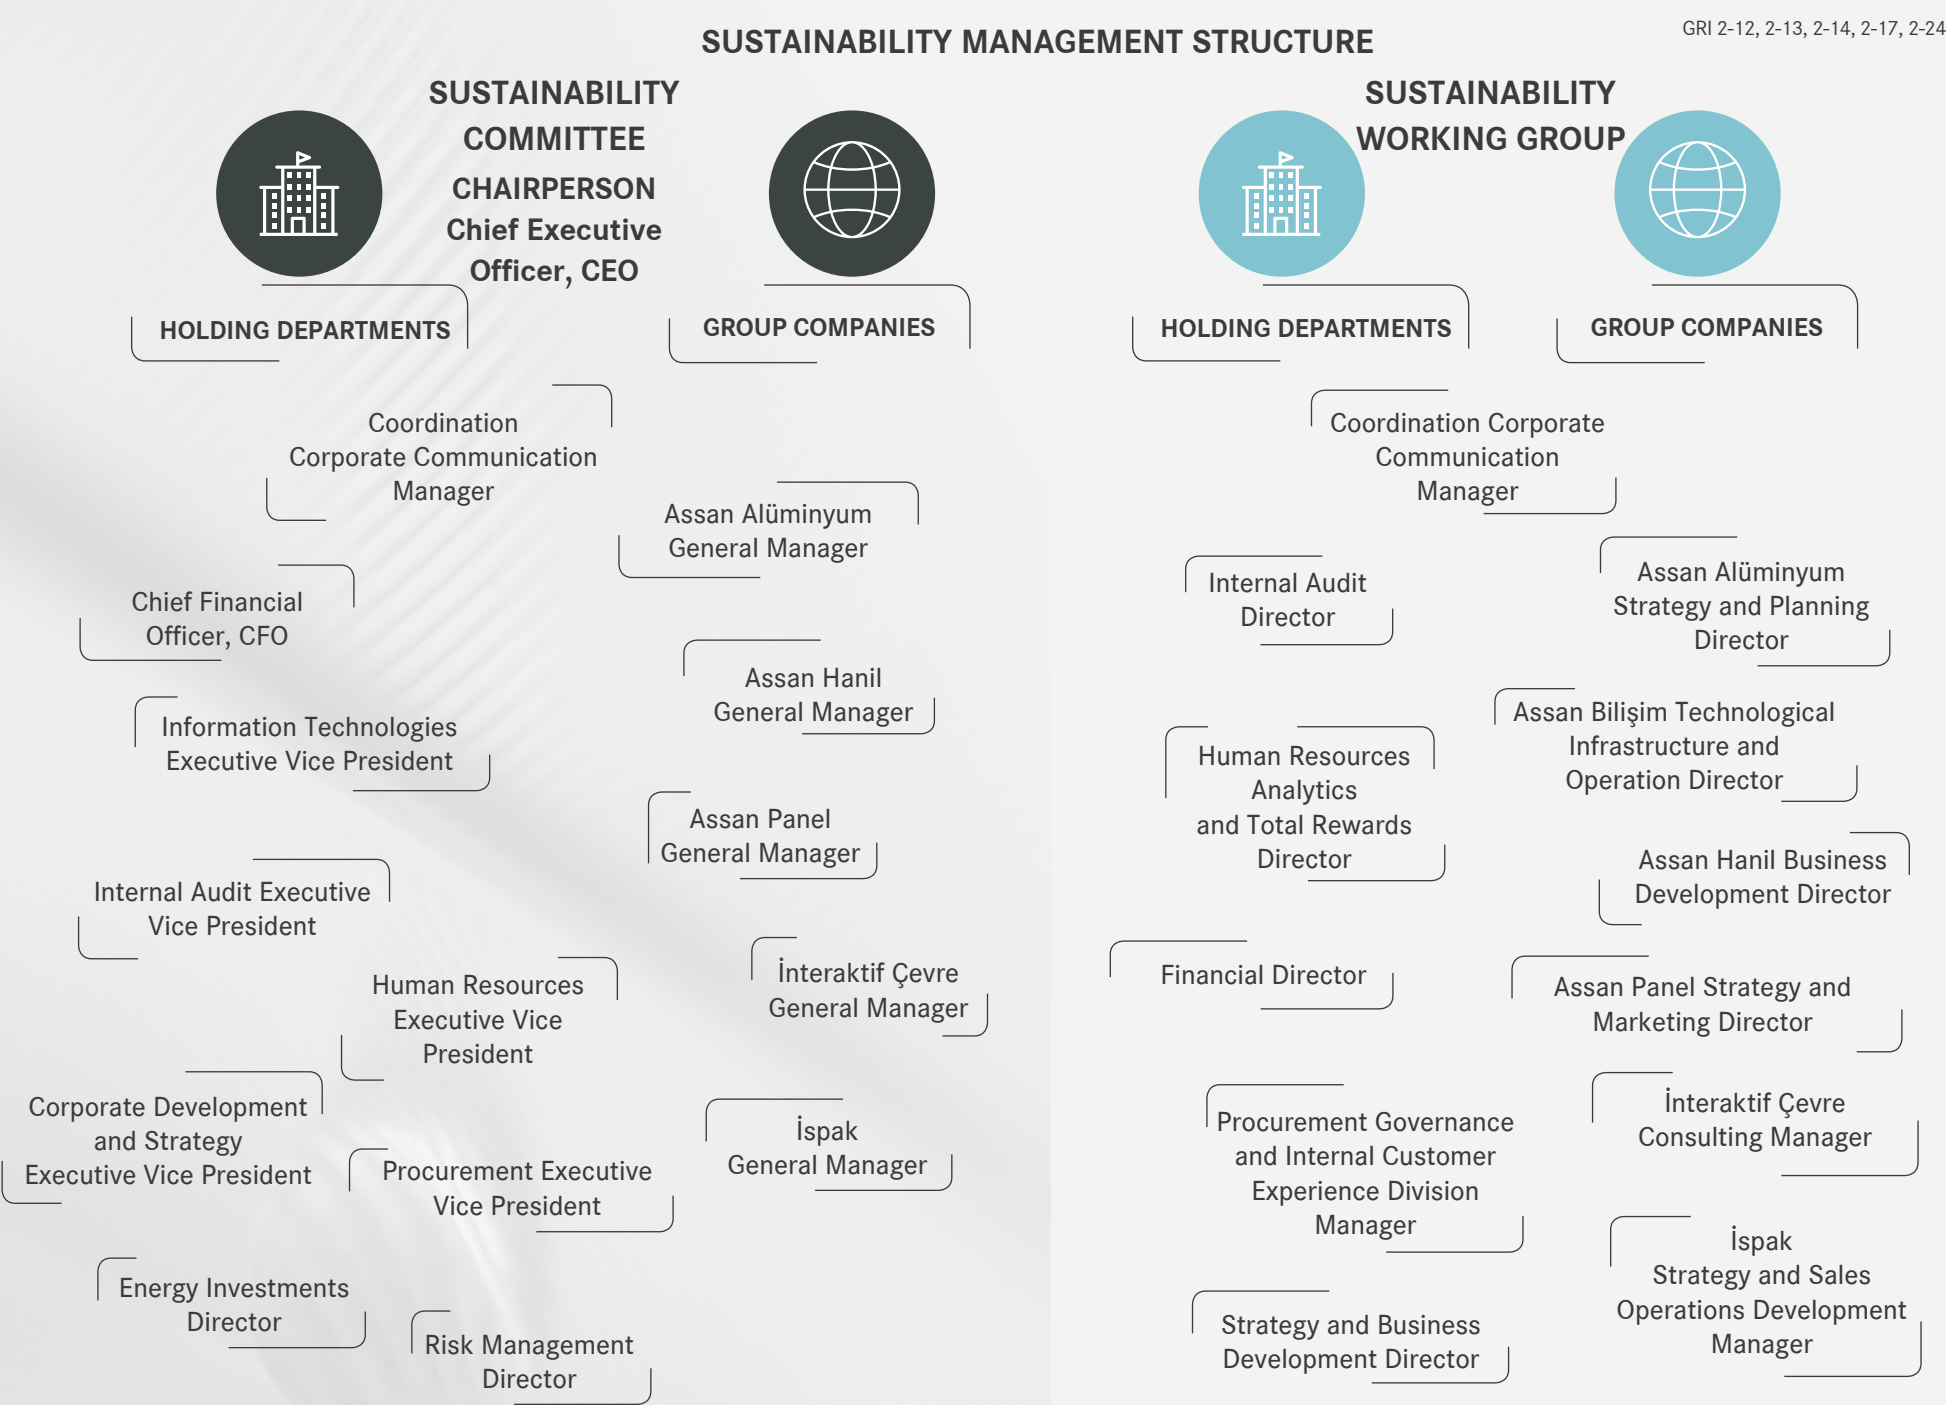 GRI 2-12, 2-13, 2-14, 2-17, 2-24
SUSTAINABILITY MANAGEMENT STRUCTURE
SUSTAINABILITY
COMMITTEE
CHAIRPERSON
Chief Executive
Officer, CEO
HOLDING DEPARTMENTS
Coordination
Corporate Communication
Manager
Chief Financial
Officer, CFO
Information Technologies
Executive Vice President
Internal Audit Executive
Vice President
Human Resources
Executive Vice
President
Corporate Development
and Strategy
Executive Vice President
Procurement Executive
Vice President
Energy Investments
Director
Risk Management
Director
GROUP COMPANIES
Assan Alüminyum
General Manager
Assan Hanil
General Manager
Assan Panel
General Manager
İnteraktif Çevre
General Manager
İspak
General Manager
SUSTAINABILITY
WORKING GROUP
HOLDING DEPARTMENTS
Coordination Corporate
Communication
Manager
Internal Audit
Director
Human Resources
Analytics
and Total Rewards
Director
Financial Director
Procurement Governance
and Internal Customer
Experience Division
Manager
Strategy and Business
Development Director
GROUP COMPANIES
Assan Alüminyum
Strategy and Planning
Director
Assan Bilişim Technological
Infrastructure and
Operation Director
Assan Hanil Business
Development Director
Assan Panel Strategy and
Marketing Director
İnteraktif Çevre
Consulting Manager
İspak
Strategy and Sales
Operations Development
Manager